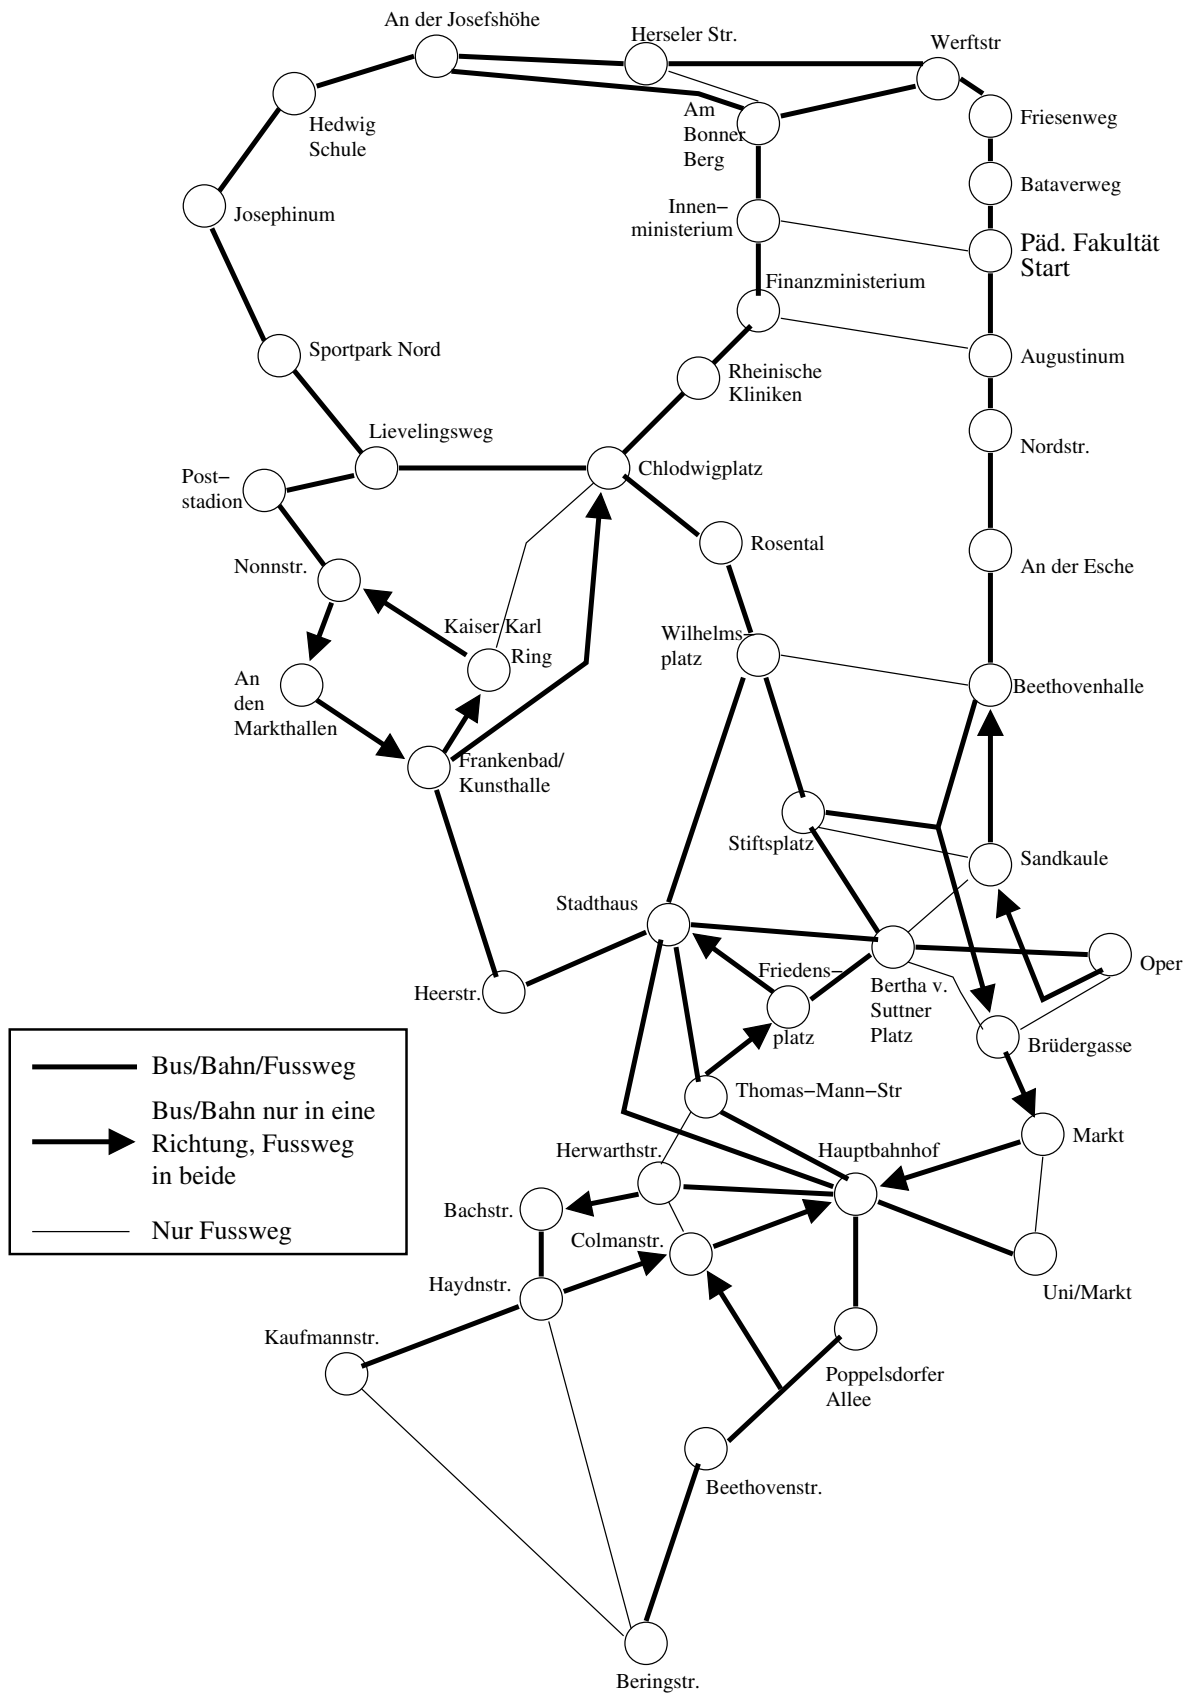 An der Josefshöhe
Herseler Str.
Werftstr
Am
Bonner
Berg
Friesenweg
Hedwig
Schule
Bataverweg
Josephinum
Innen−
ministerium
Päd. Fakultät
Start
Finanzministerium
Sportpark Nord
Augustinum
Rheinische
Kliniken
Lievelingsweg
Nordstr.
Post−
stadion
Chlodwigplatz
Rosental
Nonnstr.
An der Esche
Kaiser Karl
Ring
Wilhelms−
platz
An
den
Markthallen
Beethovenhalle
Frankenbad/
Kunsthalle
Stiftsplatz
Sandkaule
Stadthaus
Oper
Friedens−
platz
Bertha v.
Suttner
Platz
Heerstr.
Brüdergasse
Bus/Bahn/Fussweg
Bus/Bahn nur in eine
Richtung, Fussweg
in beide
Nur Fussweg
Thomas−Mann−Str
Markt
Herwarthstr.
Hauptbahnhof
Bachstr.
Colmanstr.
Haydnstr.
Uni/Markt
Kaufmannstr.
Poppelsdorfer
Allee
Beethovenstr.
Beringstr.